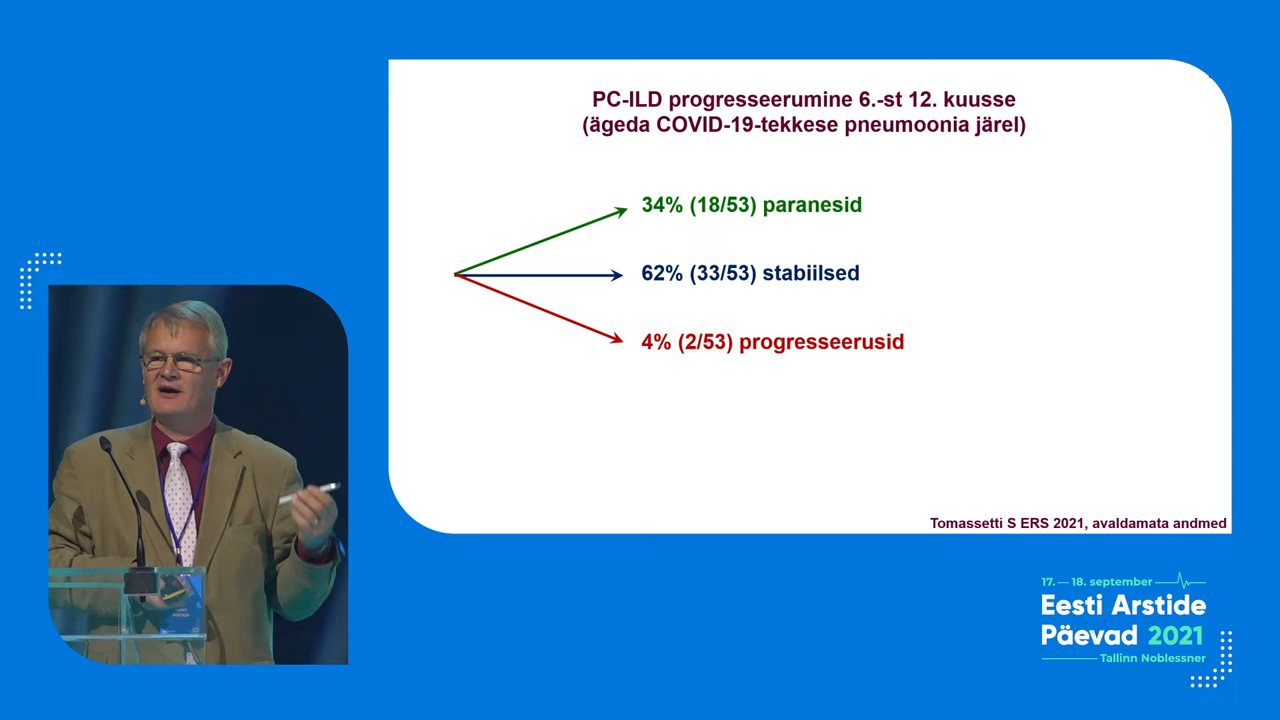 PC-ILD progresseerumine 6.-st 12. kuusse
(ägeda COVID-19-tekkese pneumoonia järel)
34% (18/53) paranesid
62% (33/53) stabiilsed
4% (2/53) progresseerusid
Tomassetti S ERS 2021, avaldamata andmed
17. — 18. september
Eesti Arstide
Päevad 2021
Tallinn Noblessner